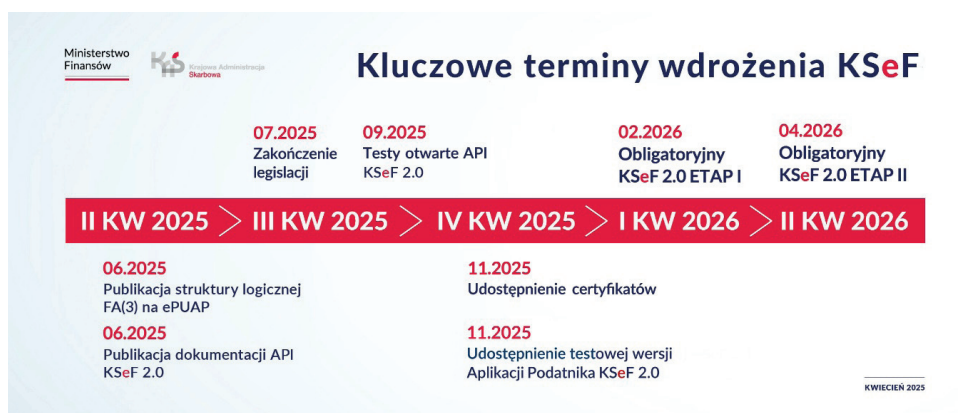 Ministerstwo
Finansów
KAS
Krajowa Administracja
Skarbowa
Kluczowe terminy wdrożenia KSeF
07.2025
Zakończenie
legislacji
09.2025
Testy otwarte API
KSeF 2.0
02.2026
Obligatoryjny
KSeF 2.0 ETAP I
04.2026
Obligatoryjny
KSeF 2.0 ETAP II
II KW 2025
III KW 2025
IV KW 2025
I KW 2026
II KW 2026
06.2025
Publikacja struktury logicznej
FA(3) na ePUAP
06.2025
Publikacja dokumentacji API
KSeF 2.0
11.2025
Udostępnienie certyfikatów
11.2025
Udostępnienie testowej wersji
Aplikacji Podatnika KSeF 2.0
KWIECIEŃ 2025